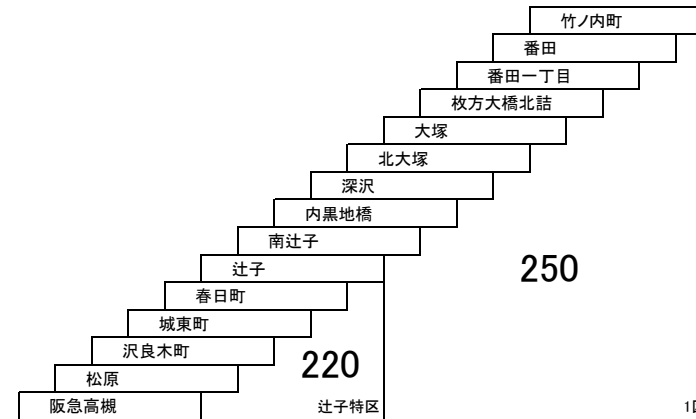 竹ノ内町
番田
番田一丁目
枚方大橋北詰
大塚
北大塚
深沢
内黒地橋
南辻子
辻子
250
春日町
城東町
沢良木町
220
松原
阪急高槻
辻子特区
1区